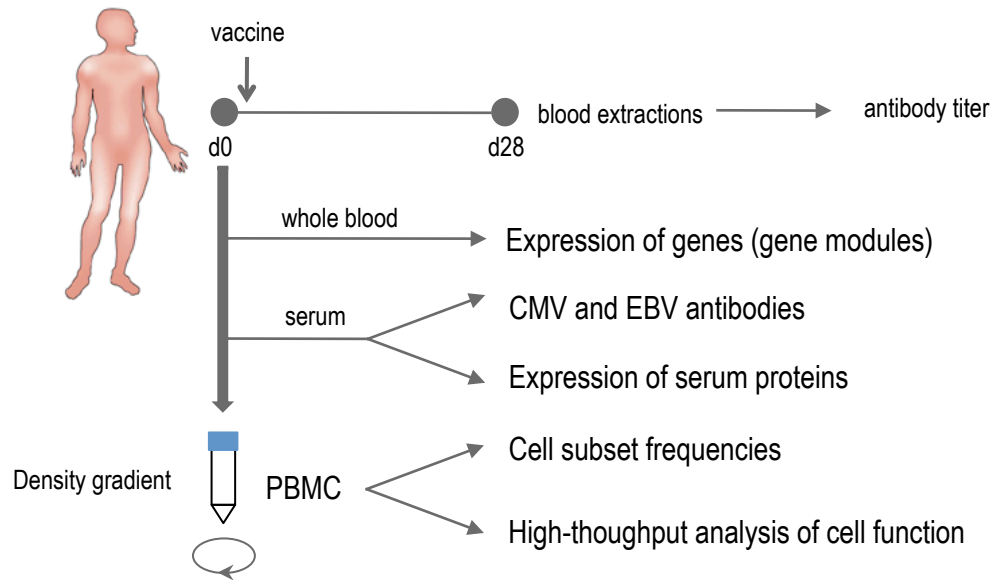 vaccine
d0
d28
blood extractions
antibody titer
whole blood
Expression of genes (gene modules)
serum
CMV and EBV antibodies
Expression of serum proteins
Density gradient
PBMC
Cell subset frequencies
High-thoughput analysis of cell function